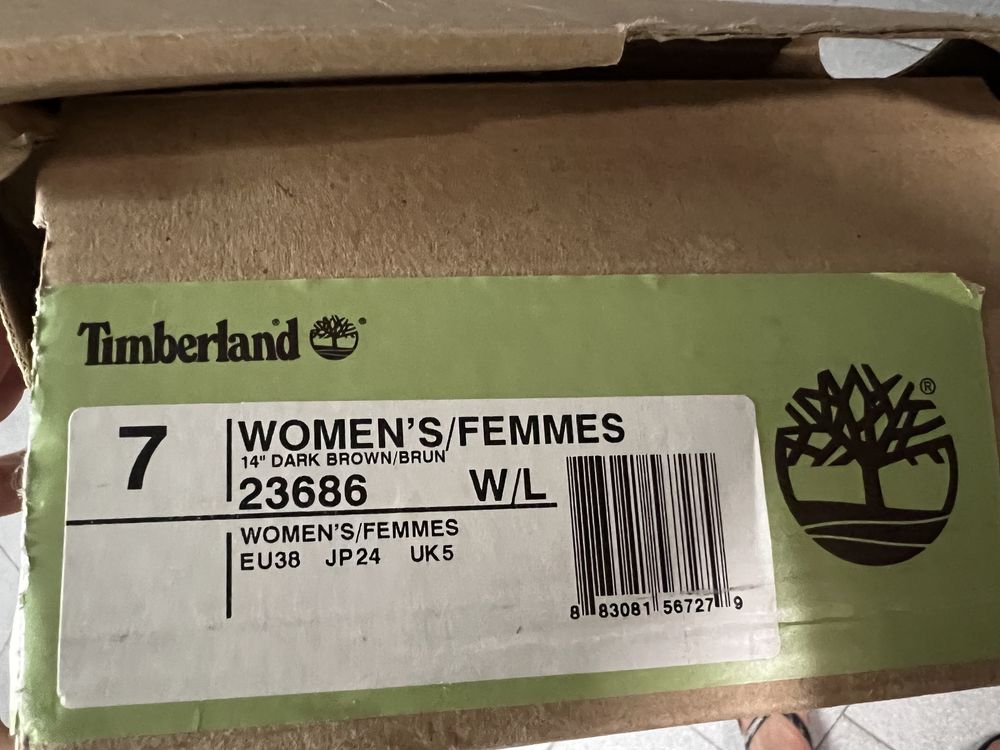 Timberland®
®
7
WOMEN'S/FEMMES
14" DARK BROWN/BRUN
23686 W/L
WOMEN'S/FEMMES
EU38 JP24 UK5
8 83081 56727 9